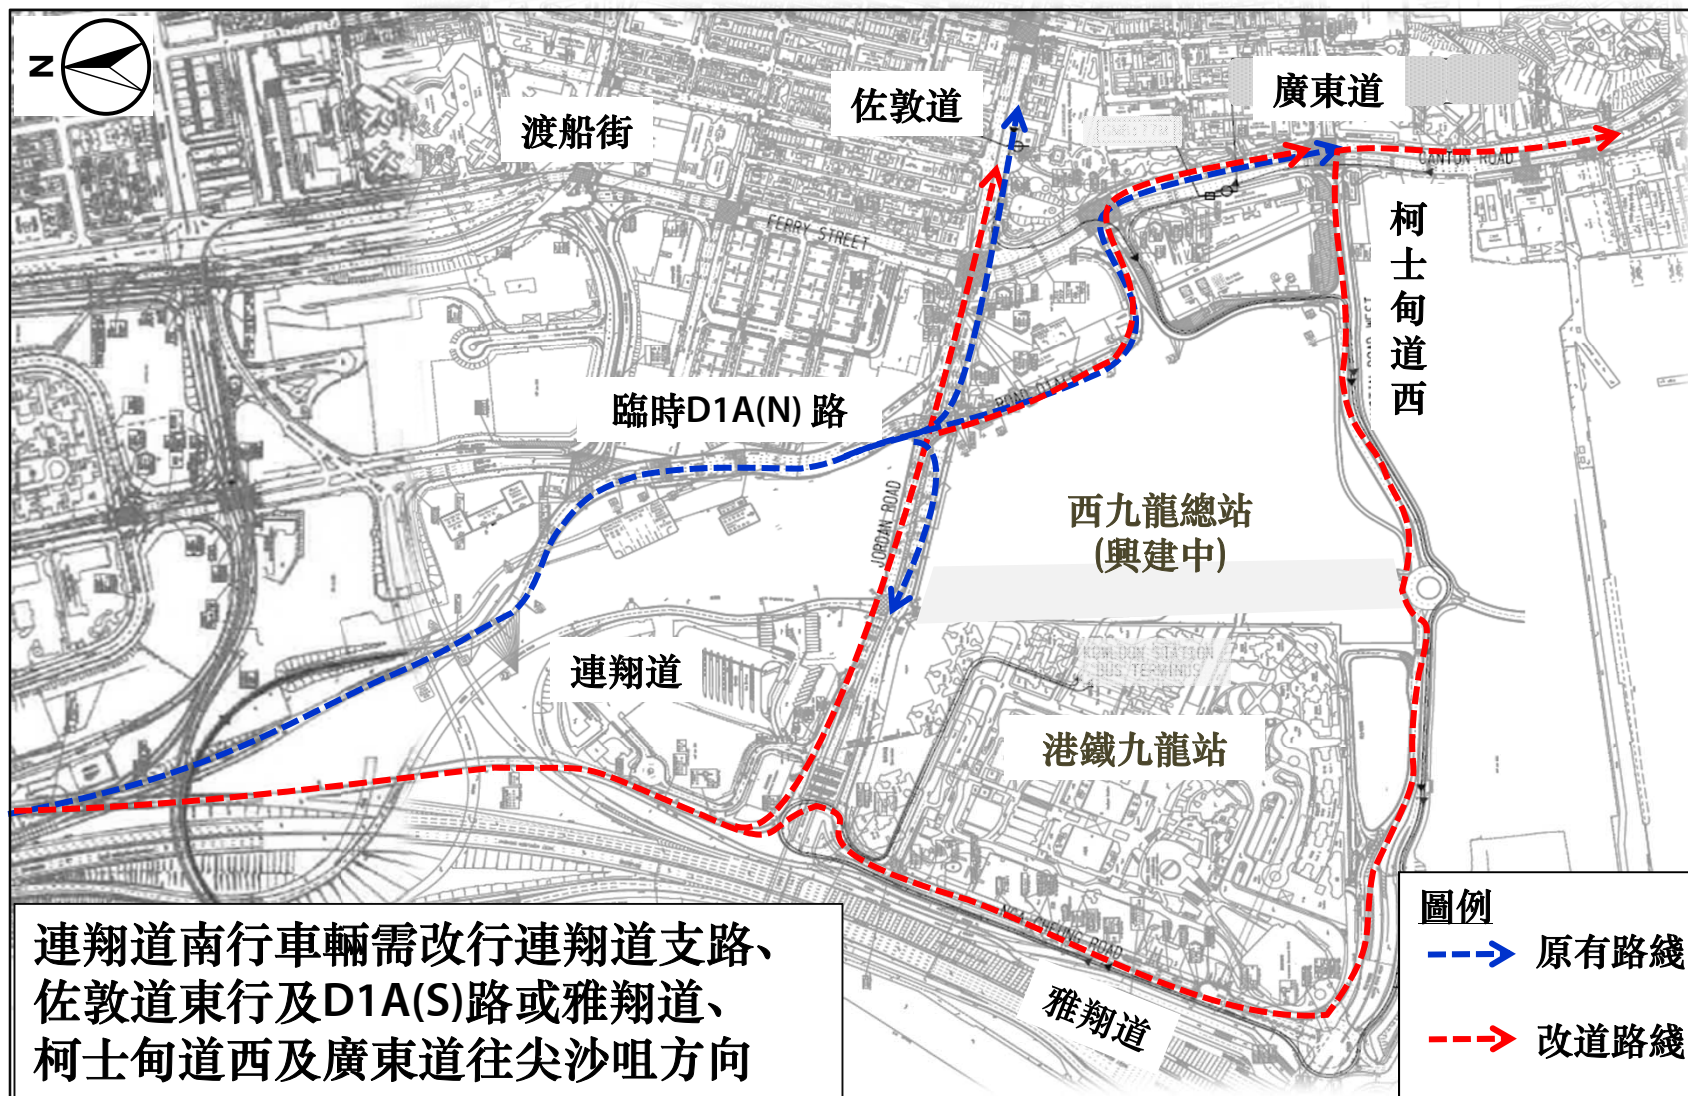 N
渡船街
佐敦道
廣東道
CANTON ROAD
FERRY STREET
柯士甸道西
臨時D1A(N) 路
JORDAN ROAD
西九龍總站
(興建中)
連翔道
KOWLOON STATION
BUS TERMINUS
港鐵九龍站
NGA CHEUNG ROAD
雅翔道
連翔道南行車輛需改行連翔道支路、
佐敦道東行及D1A(S)路或雅翔道、
柯士甸道西及廣東道往尖沙咀方向
圖例
原有路綫
改道路綫